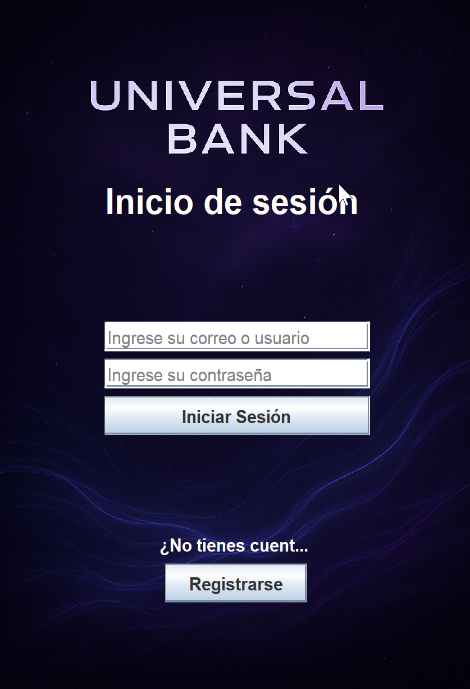 UNIVERSAL
BANK
Inicio de sesión
Ingrese su correo o usuario
Ingrese su contraseña
Iniciar Sesión
¿No tienes cuent...
Registrarse